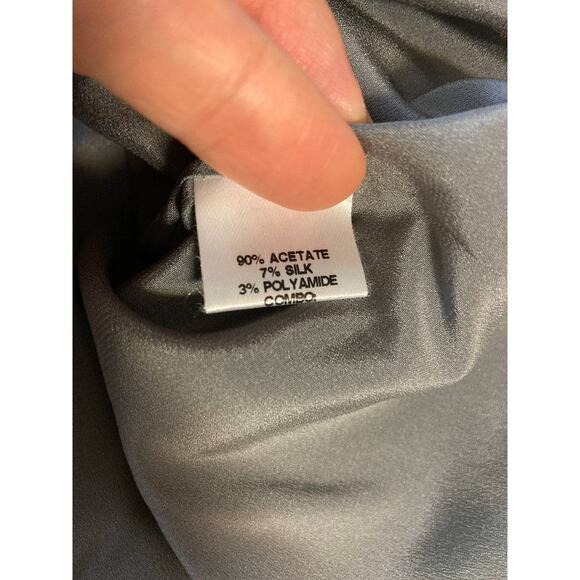 90% ACETATE
7% SILK
3% POLYAMIDE
COMPO: